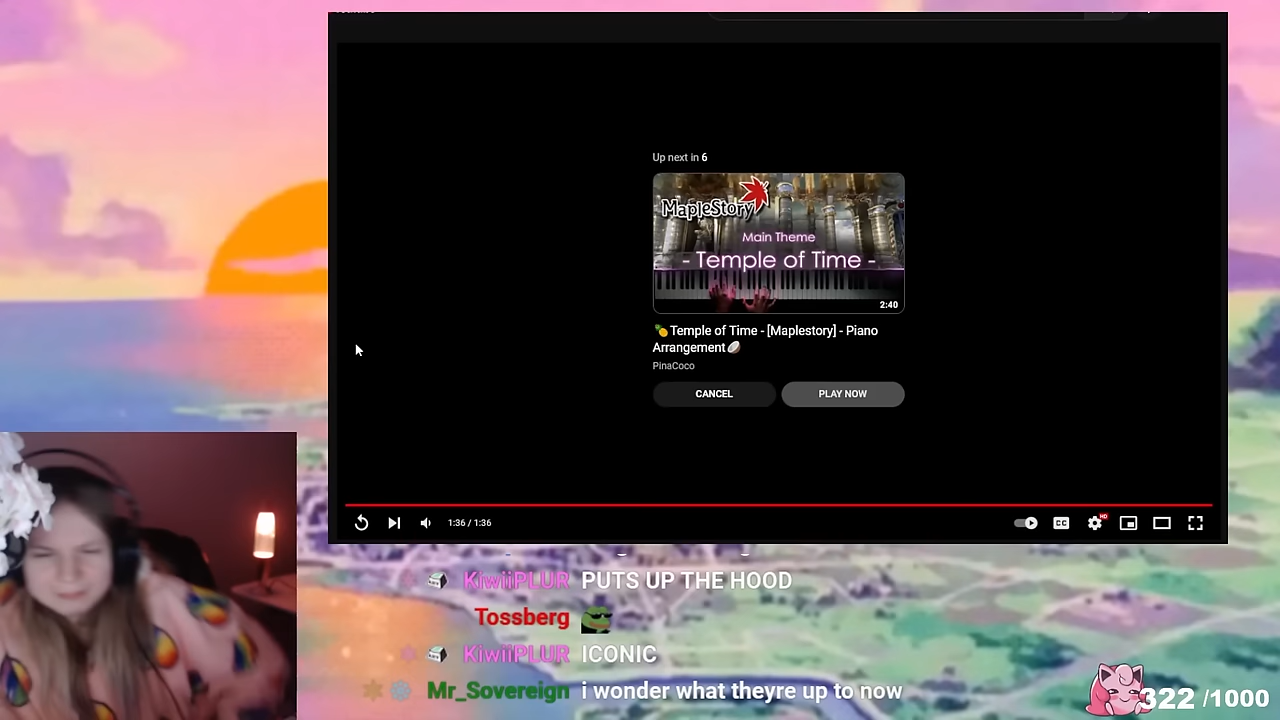 Up next in 6
MapleStory
Main Theme
- Temple of Time -
2:40
🍍Temple of Time - [Maplestory] - Piano
Arrangement🥥
PinaCoco
CANCEL
PLAY NOW
1:36 / 1:36
CC
HD
KiwiiPLUR PUTS UP THE HOOD
Tossberg
KiwiiPLUR ICONIC
Mr_Sovereign i wonder what theyre up to now
322 /1000